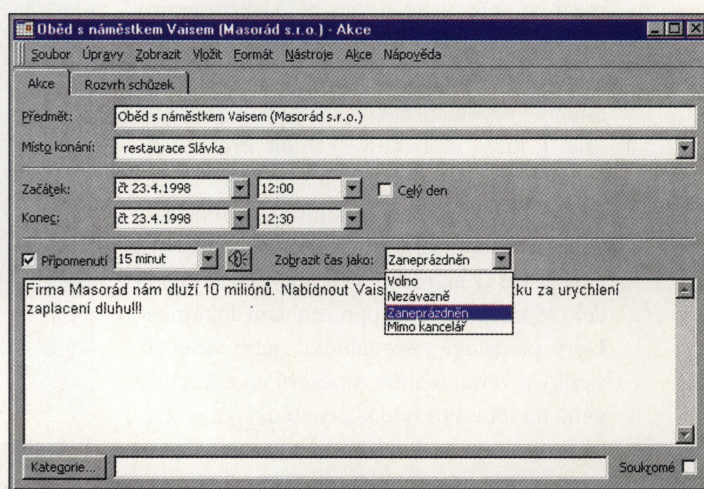 Oběd s náměstkem Vaisem (Masorád s.r.o.) - Akce
Soubor Úpravy Zobrazit Vložit Formát Nástroje Akce Nápověda
Akce Rozvrh schůzek
Předmět: Oběd s náměstkem Vaisem (Masorád s.r.o.)
Místo konání: restaurace Slávka
Začátek: čt 23.4.1998 12:00 Celý den
Konec: čt 23.4.1998 12:30
Připomenutí 15 minut Zobrazit čas jako: Zaneprázdněn
Volno
Nezávazně
Zaneprázdněn
Mimo kancelář
Firma Masorád nám dluží 10 miliónů. Nabídnout Vais čku za urychlení
zaplacení dluhu!!!
Kategorie... Soukromé